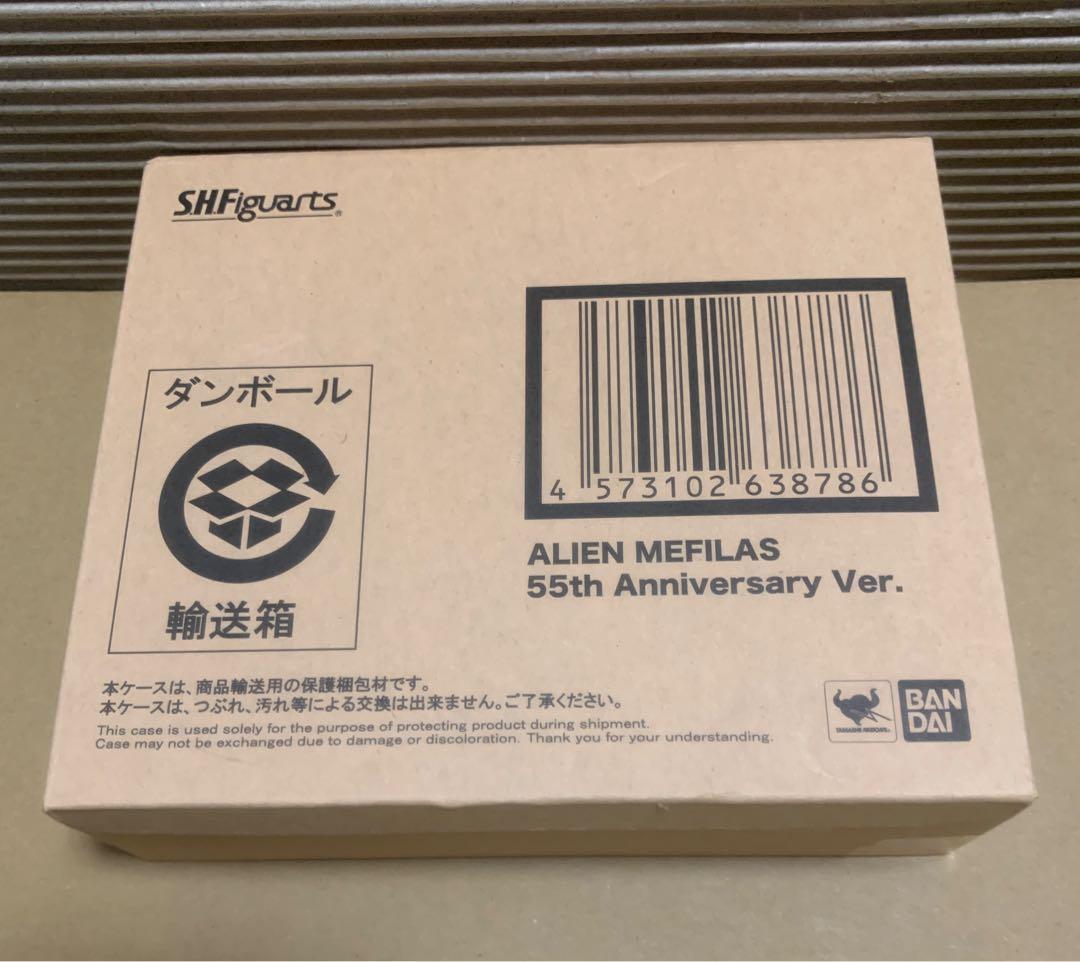 S.H.Figuarts®
4 573102 638786
ALIEN MEFILAS
55th Anniversary Ver.
ダンボール
輸送箱
本ケースは、商品輸送用の保護梱包材です。
本ケースは、つぶれ、汚れ等による交換は出来ません。ご了承ください。
This case is used solely for the purpose of protecting product during shipment.
Case may not be exchanged due to damage or discoloration. Thank you for your understanding.
TAMASHII NATIONS
BAN
DAI